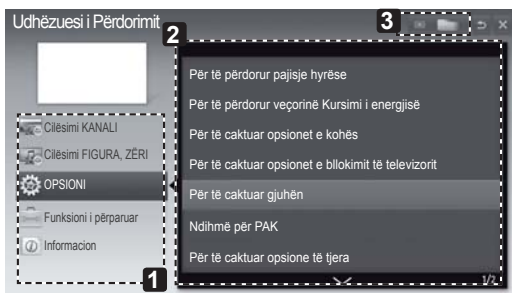 Udhëzuesi i Përdorimit
3
2
Cilësimi KANALI
Cilësimi FIGURA, ZËRI
OPSIONI
Funksioni i përparuar
Informacion
1
Për të përdorur pajisje hyrëse
Për të përdorur veçorinë Kursimi i energjisë
Për të caktuar opsionet e kohës
Për të caktuar opsionet e bllokimit të televizorit
Për të caktuar gjuhën
Ndihmë për PAK
Për të caktuar opsione të tjera
1/2